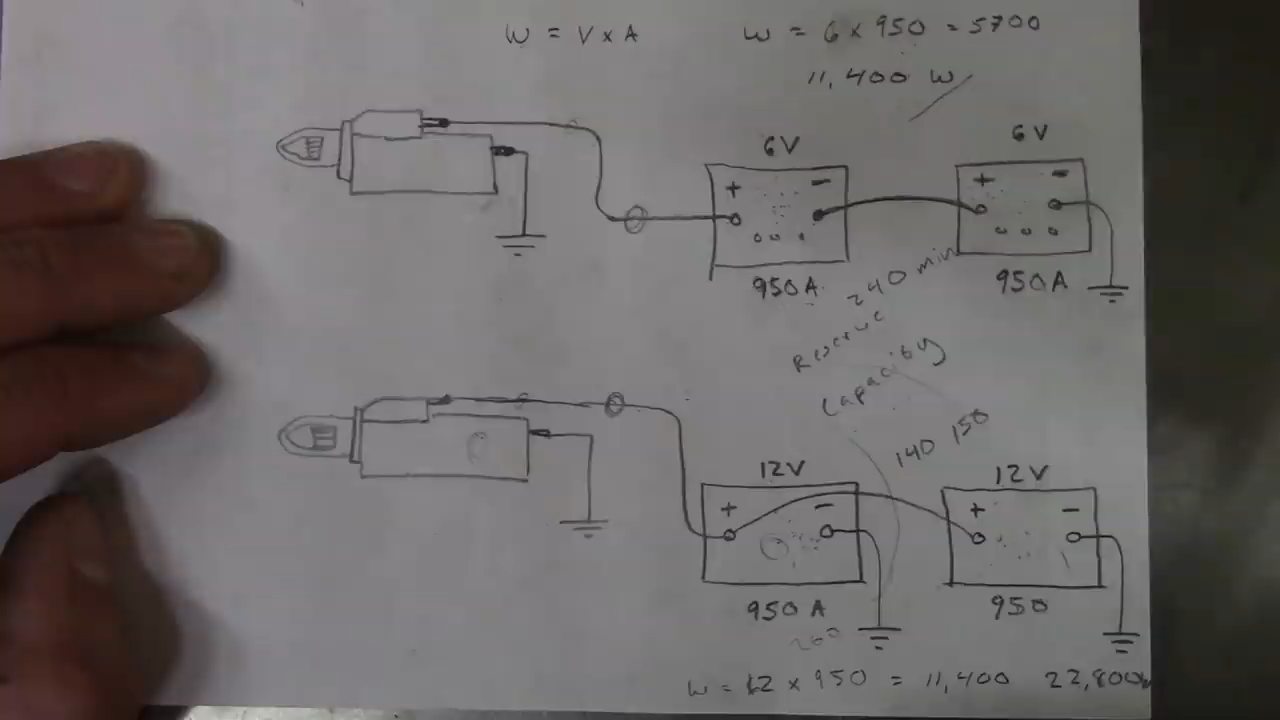 W = V x A
W = 6 x 950 = 5700
11,400 W
6V
6V
+ −
+ −
950A
950A
240 min
Reserve
Capacity
140 150
12V
12V
+ −
+ −
950 A
950
W = 12 x 950 = 11,400 22,800W